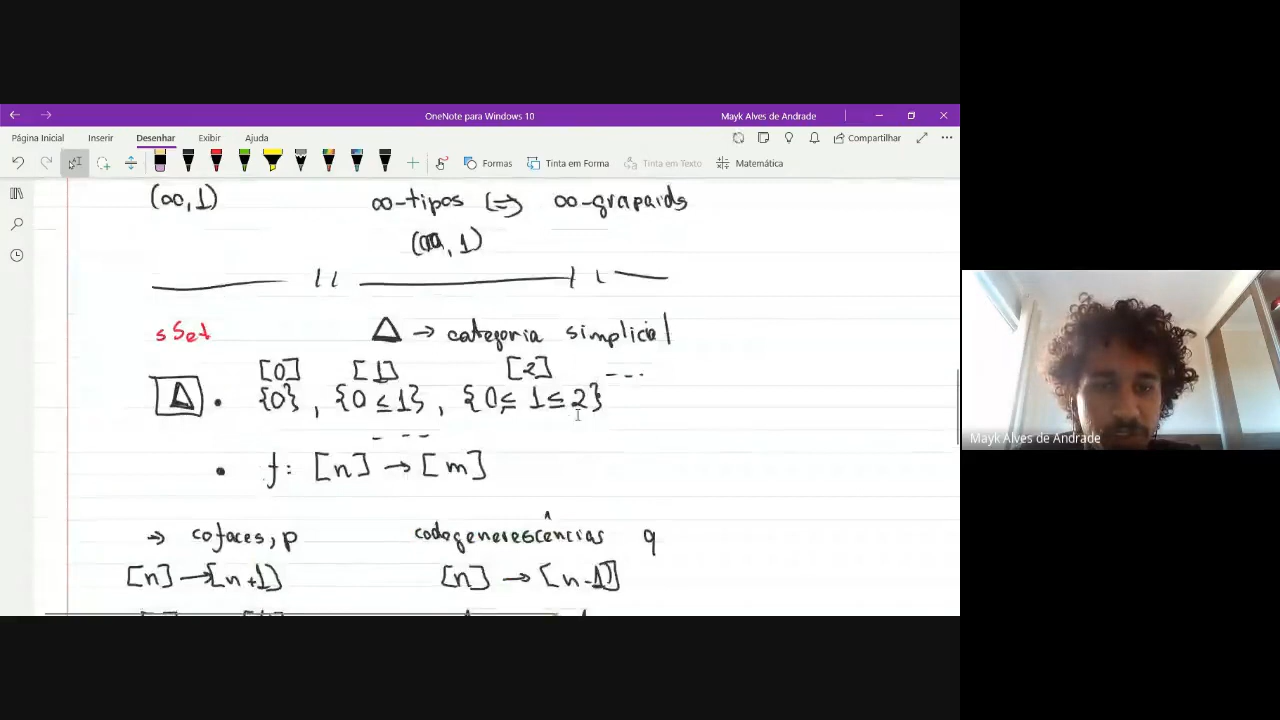 OneNote para Windows 10
Mayk Alves de Andrade
Página Inicial Inserir Desenhar Exibir Ajuda
Compartilhar
Formas Tinta em Forma Tinta em Texto Matemática
(∞, 1) ∞-tipos (=) ∞-grapoids
(∞, 1)
sSet Δ → categoria simplicial
[0] [1] [2] ---
Δ • {0}, {0 ≤ 1}, {0 ≤ 1 ≤ 2}
- - -
• f: [n] → [m]
→ cofaces, p codogenerescências q
[n] → [n+1] [n] → [n-1]
Mayk Alves de Andrade